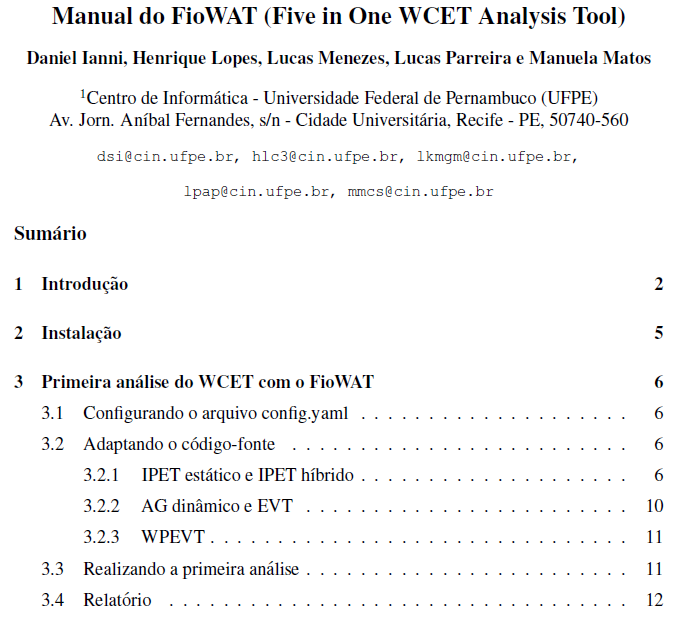 Manual do FioWAT (Five in One WCET Analysis Tool)
Daniel Ianni, Henrique Lopes, Lucas Menezes, Lucas Parreira e Manuela Matos
1Centro de Informática - Universidade Federal de Pernambuco (UFPE)
Av. Jorn. Aníbal Fernandes, s/n - Cidade Universitária, Recife - PE, 50740-560
dsi@cin.ufpe.br, hlc3@cin.ufpe.br, lkmgm@cin.ufpe.br,
lpap@cin.ufpe.br, mmcs@cin.ufpe.br
Sumário
1 Introdução 2
2 Instalação 5
3 Primeira análise do WCET com o FioWAT 6
3.1 Configurando o arquivo config.yaml . . . . . . . . . . . . . . . . . . . . 6
3.2 Adaptando o código-fonte . . . . . . . . . . . . . . . . . . . . . . . . . 6
3.2.1 IPET estático e IPET híbrido . . . . . . . . . . . . . . . . . . . . 6
3.2.2 AG dinâmico e EVT . . . . . . . . . . . . . . . . . . . . . . . . 10
3.2.3 WPEVT . . . . . . . . . . . . . . . . . . . . . . . . . . . . . . . 11
3.3 Realizando a primeira análise . . . . . . . . . . . . . . . . . . . . . . . . 11
3.4 Relatório . . . . . . . . . . . . . . . . . . . . . . . . . . . . . . . . . . 12